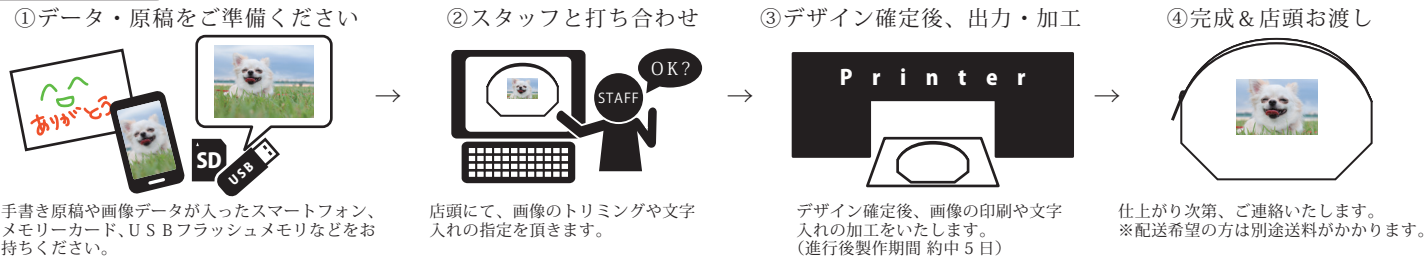 ①データ・原稿をご準備ください
ありがとう
SD
USB
手書き原稿や画像データが入ったスマートフォン、
メモリーカード、USBフラッシュメモリなどをお
持ちください。
→
②スタッフと打ち合わせ
OK?
STAFF
店頭にて、画像のトリミングや文字
入れの指定を頂きます。
→
③デザイン確定後、出力・加工
Printer
デザイン確定後、画像の印刷や文字
入れの加工をいたします。
（進行後製作期間 約中5日）
→
④完成＆店頭お渡し
仕上がり次第、ご連絡いたします。
※配送希望の方は別途送料がかかります。